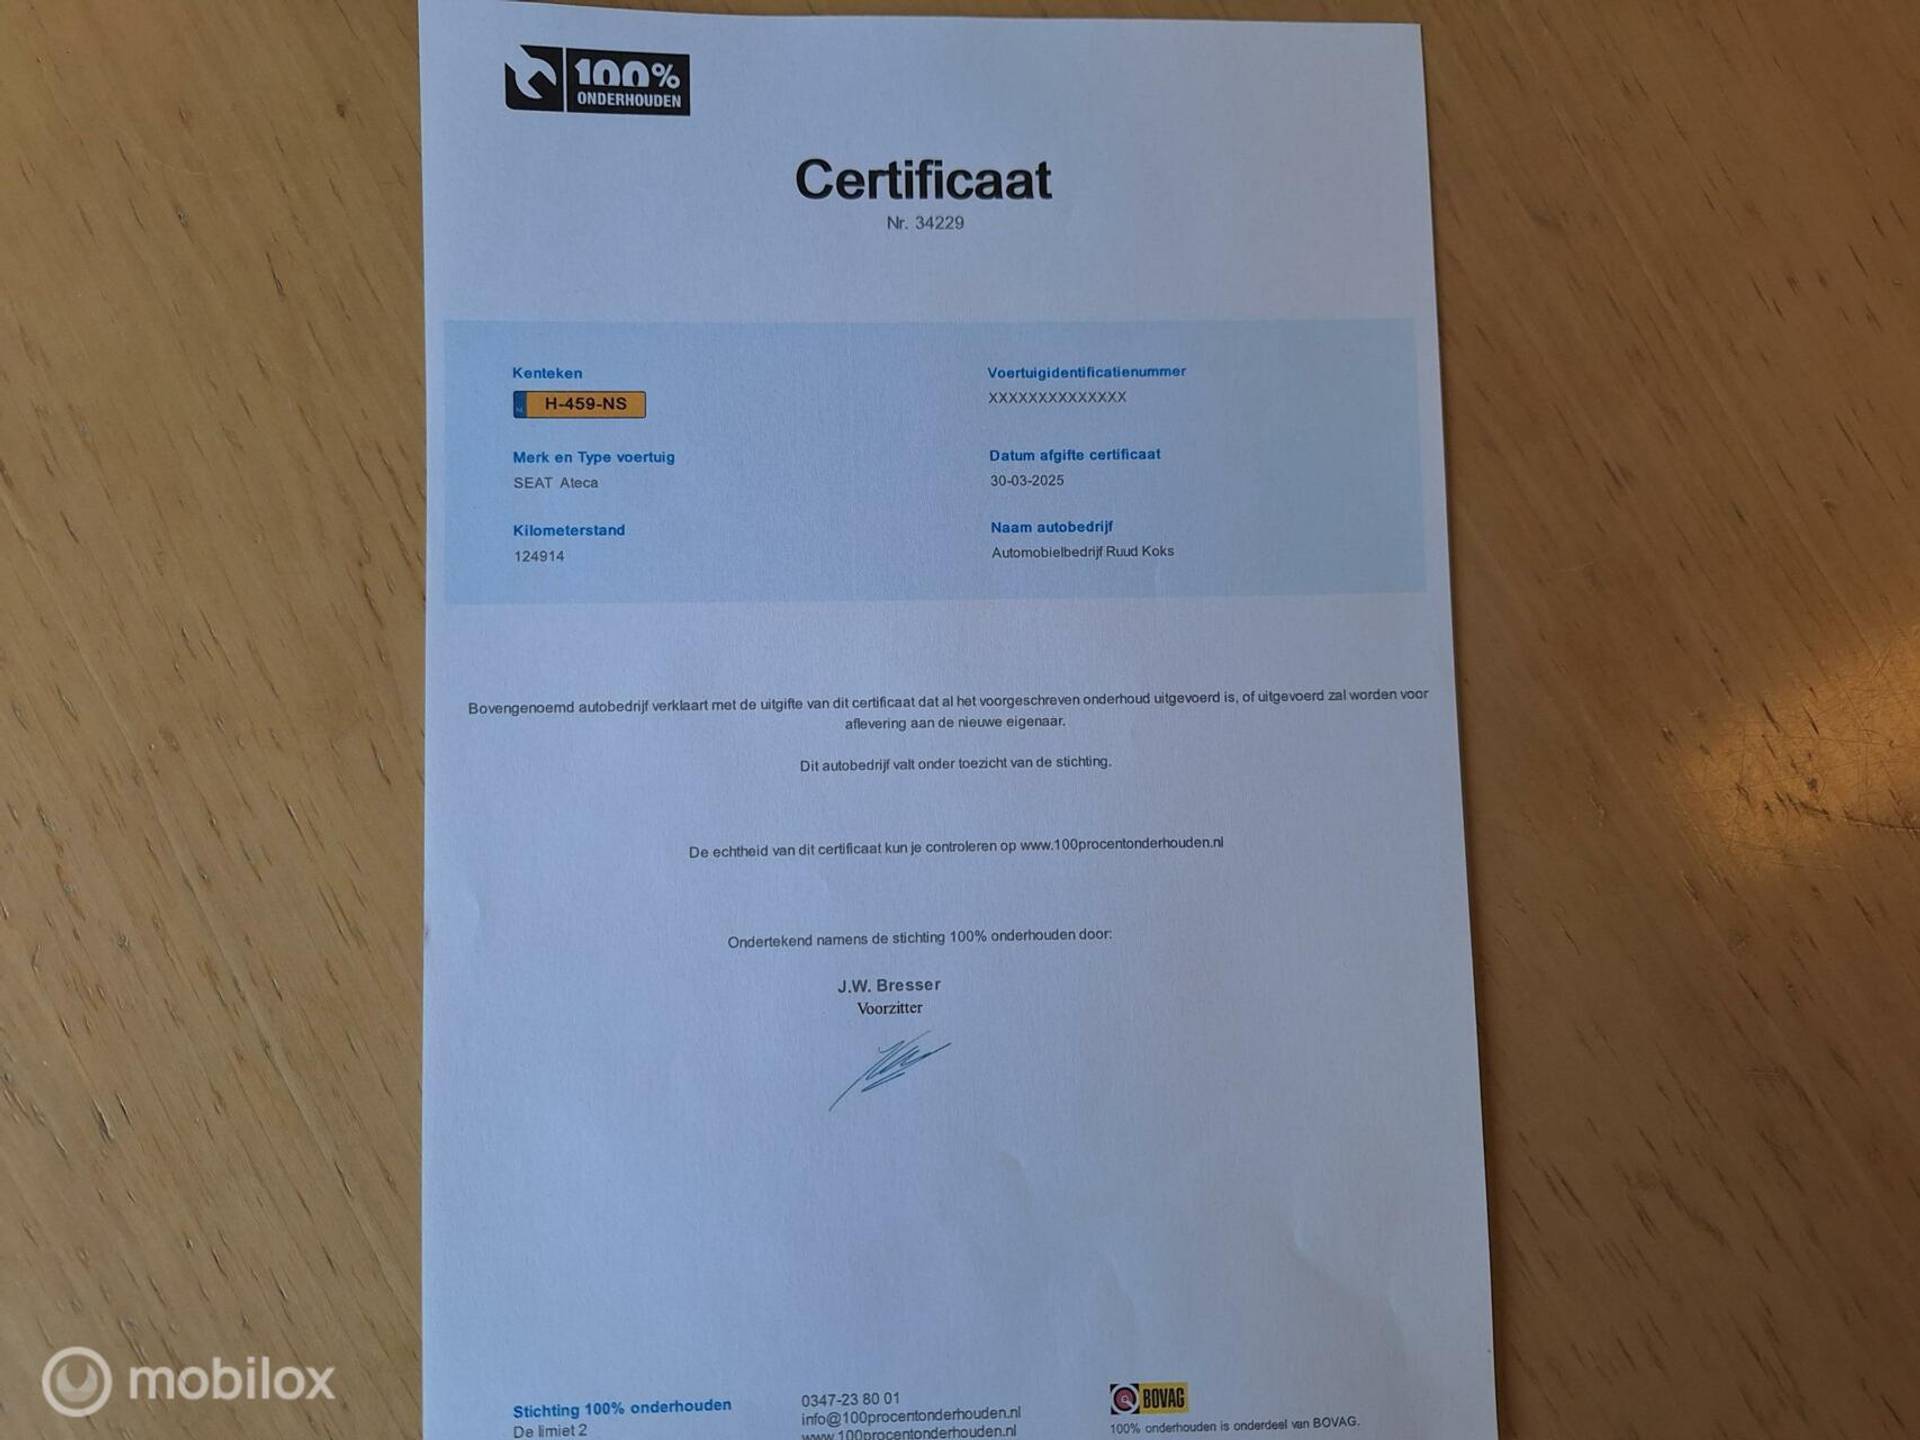 100%
ONDERHOUDEN
Certificaat
Nr. 34229
Kenteken
H-459-NS
Merk en Type voertuig
SEAT Ateca
Kilometerstand
124914
Voertuigidentificatienummer
XXXXXXXXXXXXXX
Datum afgifte certificaat
30-03-2025
Naam autobedrijf
Automobielbedrijf Ruud Koks
Bovengenoemd autobedrijf verklaart met de uitgifte van dit certificaat dat al het voorgeschreven onderhoud uitgevoerd is, of uitgevoerd zal worden voor
aflevering aan de nieuwe eigenaar.
Dit autobedrijf valt onder toezicht van de stichting.
De echtheid van dit certificaat kun je controleren op www.100procentonderhouden.nl
Ondertekend namens de stichting 100% onderhouden door:
J.W. Bresser
Voorzitter
Stichting 100% onderhouden
De limiet 2
0347-23 80 01
info@100procentonderhouden.nl
www.100procentonderhouden.nl
BOVAG
100% onderhouden is onderdeel van BOVAG.
mobilox